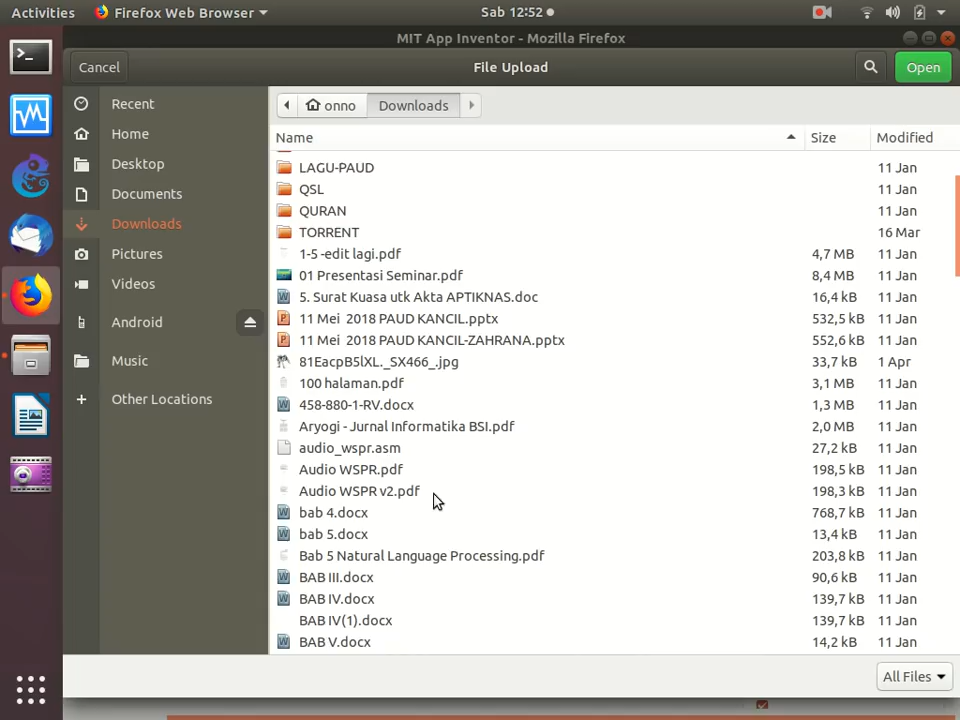 Activities Firefox Web Browser Sab 12:52
MIT App Inventor - Mozilla Firefox
Cancel File Upload Open
Recent
Home
Desktop
Documents
Downloads
Pictures
Videos
Android
Music
Other Locations
onno Downloads
Name Size Modified
LAGU-PAUD 11 Jan
QSL 11 Jan
QURAN 11 Jan
TORRENT 16 Mar
1-5 -edit lagi.pdf 4,7 MB 11 Jan
01 Presentasi Seminar.pdf 8,4 MB 11 Jan
5. Surat Kuasa utk Akta APTIKNAS.doc 16,4 kB 11 Jan
11 Mei  2018 PAUD KANCIL.pptx 532,5 kB 11 Jan
11 Mei  2018 PAUD KANCIL-ZAHRANA.pptx 552,6 kB 11 Jan
81EacpB5lXL._SX466_.jpg 33,7 kB 1 Apr
100 halaman.pdf 3,1 MB 11 Jan
458-880-1-RV.docx 1,3 MB 11 Jan
Aryogi - Jurnal Informatika BSI.pdf 2,0 MB 11 Jan
audio_wspr.asm 27,2 kB 11 Jan
Audio WSPR.pdf 198,5 kB 11 Jan
Audio WSPR v2.pdf 198,3 kB 11 Jan
bab 4.docx 768,7 kB 11 Jan
bab 5.docx 13,4 kB 11 Jan
Bab 5 Natural Language Processing.pdf 203,8 kB 11 Jan
BAB III.docx 90,6 kB 11 Jan
BAB IV.docx 139,7 kB 11 Jan
BAB IV(1).docx 139,7 kB 11 Jan
BAB V.docx 14,2 kB 11 Jan
All Files